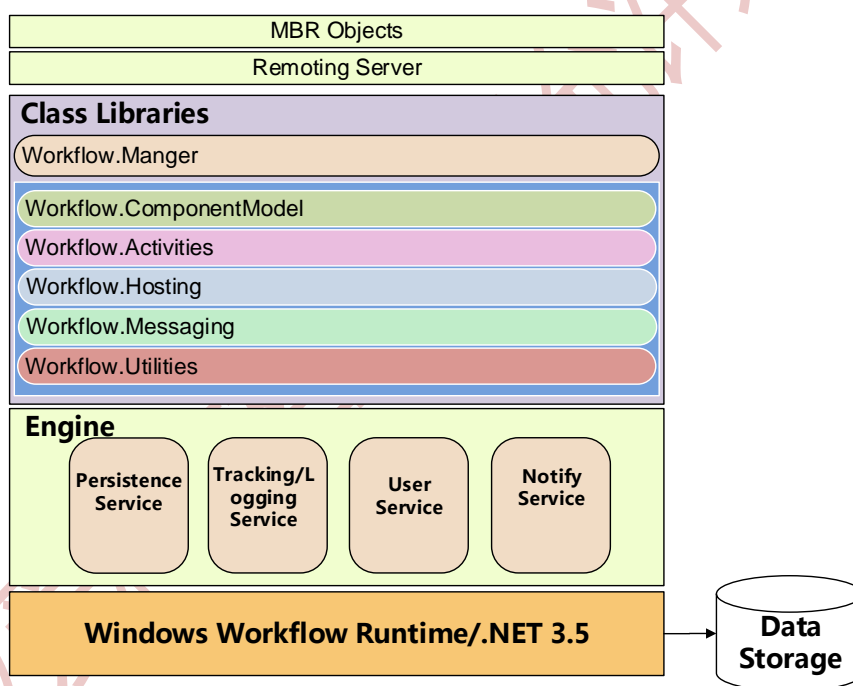 MBR Objects
Remoting Server
Class Libraries
Workflow.Manger
Workflow.ComponentModel
Workflow.Activities
Workflow.Hosting
Workflow.Messaging
Workflow.Utilities
Engine
Persistence
Service
Tracking/L
ogging
Service
User
Service
Notify
Service
Windows Workflow Runtime/.NET 3.5
Data
Storage